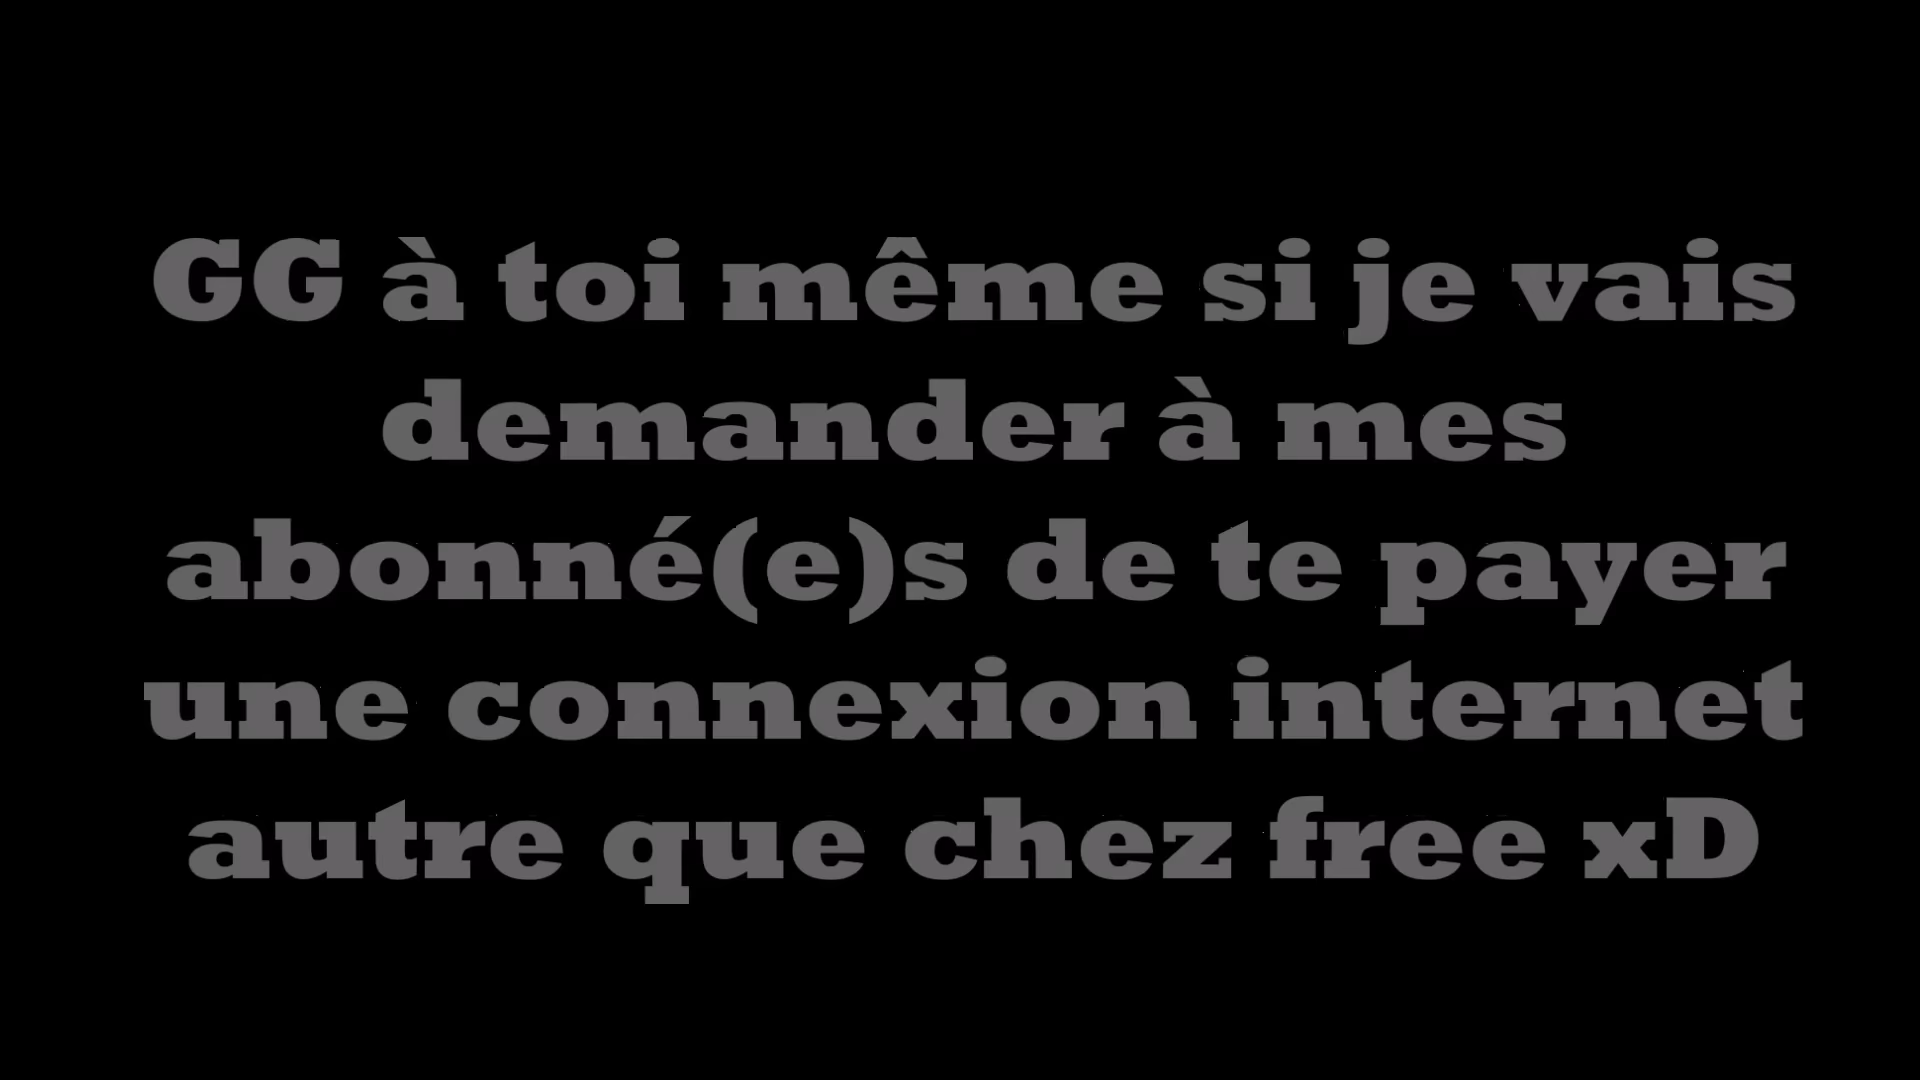 GG à toi même si je vais
demander à mes
abonné(e)s de te payer
une connexion internet
autre que chez free xD